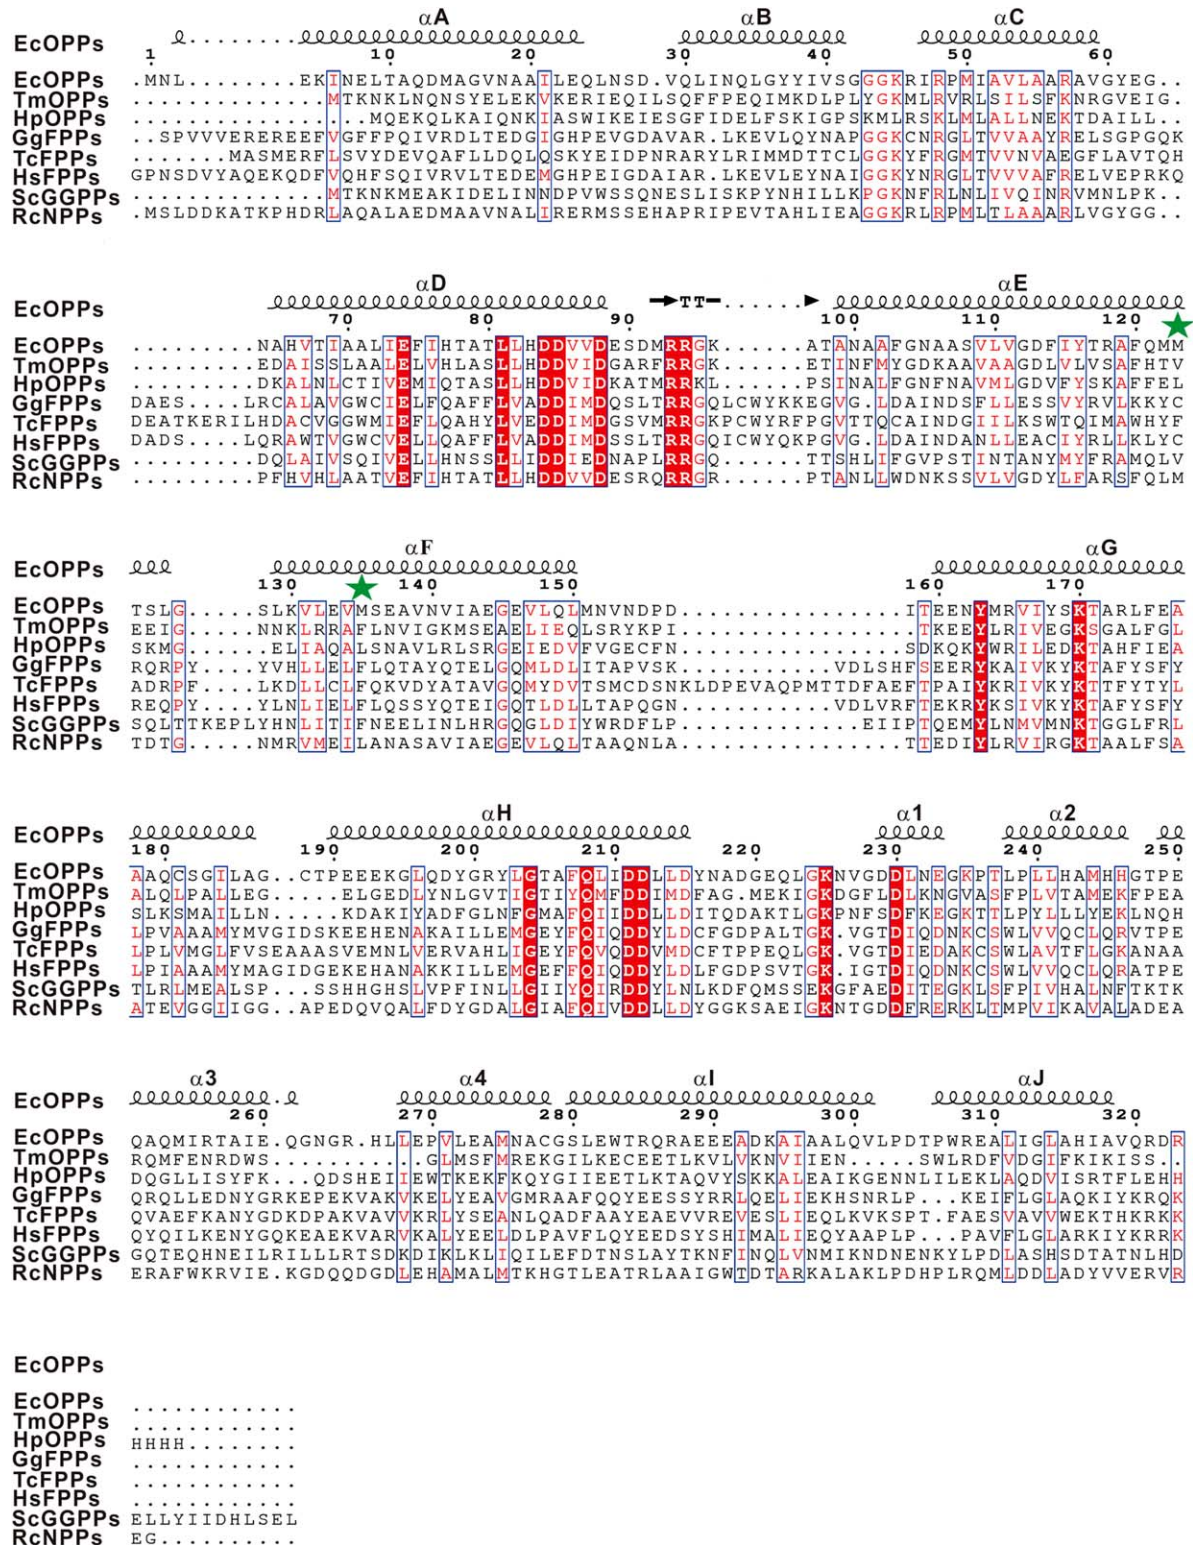 αA αB αC
EcOPPs
1 10 20 30 40 50 60
EcOPPs .MNL.........EKINELTAQDMAGVNAAILEQLNSD.VQLINQLGYYIVSGGGKRIRPMIAVLAARAVGYEG..
TmOPPs ..............MTKNKLNQNSYELEKVKERIEQILSQFFPEQIMKDLPLYGKMLRVRLSILSFKNRGVEIG.
HpOPPs .................MQEKQLKAIQNKIASWIKEIESGFIDELFSKIGPSKMLRSKLMLALLNEKTDAILL..
GgFPPs ..SPVVVEREREEFVGFFPQIVRDLTEDGIGHPEVGDAVAR.LKEVLQYNAPGGKCNRGLTVVAAYRELSGPGQK
TcFPPs .......MASMERFLSVYDEVQAFLLDQLQSKYEIDPNRARYLRIMMDTTCLGGKYFRGMTVVNVAEGFLAVTQH
HsFPPs GPNSDVYAQEKQDFVQHFSQIVRVLTEDEMGHPEIGDAIAR.LKEVLEYNAIGGKYNRGLTVVVAFRELVEPRKQ
ScGGPPs ..............MTKNKMEAKIDELINNDPVWSSQNESLISKPYNHILLKPGKNFRLNLIVQINRVMNLPK..
RcNPPs .MSLDDKATKPHDRLAQALAEDMAAVNALIRERMSSEHAPRIPEVTAHLIEAGGKRLRPMLTLAAARLVGYGG..
αD αE
EcOPPs TT
70 80 90 100 110 120
EcOPPs .........NAHVTIAALIEFIHTATLLHDDVVDESDMRRGK......ATANAAFGNAASVLVGDFIYTRAFQMM
TmOPPs .........EDAISSLAALELVHLASLLHDDVIDGARFRRGK......ETINFMYGDKAAVAAGDLVLVSAFHTV
HpOPPs .........DKALNLCTIVEMIQTASLLHDDVIDKATMRRKL......PSINALFGNFNAVMLGDVFYSKAFFEL
GgFPPs DAES....LRCALAVGWCIELFQAFFLVADDIMDQSLTRRGQLCWYKKEGVG.LDAINDSFLLESSVYRVLKKYC
TcFPPs DEATKERILHDACVGGWMIEFLQAHYLVEDDIMDGSVMRRGKPCWYRFPGVTTQCAINDGIILKSWTQIMAWHYF
HsFPPs DADS....LQRAWTVGWCVELLQAFFLVADDIMDSSLTRRGQICWYQKPGVG.LDAINDANLLEACIYRLLKLYC
ScGGPPs .........DQLAIVSQIVELLHNSSLLIDDIEDNAPLRRGQ......TTSHLIFGVPSTINTANYMYFRAMQLV
RcNPPs .........PFHVHLAATVEFIHTATLLHDDVVDESRQRRGR......PTANLLWDNKSSVLVGDYLFARSFQLM
αF αG
EcOPPs
130 140 150 160 170
EcOPPs TSLG.....SLKVLEVMSEAVNVIAEGEVLQLMNVNDPD................ITEENYMRVIYSKTARLFEA
TmOPPs EEIG.....NNKLRRAFLNVIGKMSEAELIEQLSRYKPI................TKEEYLRIVEGKSGALFGL
HpOPPs SKMG.....ELIAQALSNAVLRLSRGEIEDVFVGECFN................SDKQKYWRILEDKTAHFIEA
GgFPPs RQRPY....YVHLLELFLQTAYQTELGQMLDLITAPVSK...........VDLSHFSEERYKAIVKYKTAFYSFY
TcFPPs ADRPF....LKDLLCLFQKVDYATAVGQMYDVTSMCDSNKLDPEVAQPMTTDFAEFTPAIYKRIVKYKTTFYTYL
HsFPPs REQPY....YLNLIELFLQSSYQTEIGQTLDLLTAPQGN...........VDLVRFTEKRYKSIVKYKTAFYSFY
ScGGPPs SQLTTKEPLYHNLITIFNEELINLHRGQGLDIYWRDFLP.............EIIPTQEMYLNMVMNKTGGLFRL
RcNPPs TDTG.....NMRVMEILANASAVIAEGEVLQLTAAQNLA................TTEDIYLRVIRGKTAALFSA
αH α1 α2
EcOPPs
180 190 200 210 220 230 240 250
EcOPPs AAQCSGILAG..CTPEEEKGLQDYGRYLGTAFQLIDDLLDYNADGEQLGKNVGDDLNEGKPTLPLLHAMHHGTPE
TmOPPs ALQLPALLEG.....ELGEDLYNLGVTIGTIYQMFDDIMDFAG.MEKIGKDGFLDLKNGVASFPLVTAMEKFPEA
HpOPPs SLKSMAILLN....KDAKIYADFGLNFGMAFQIIDDLLDITQDAKTLGKPNFSDFKEGKTTLPYLLLYEKLNQH
GgFPPs LPVAAAMYMVGIDSKEEHENAKAILLEMGEYFQIQDDYLDCFGDPALTGK.VGTDIQDNKCSWLVVQCLQRVTPE
TcFPPs LPLVMGLFVSEAAASVEMNLVERVAHLIGTYFQVQDDVMDCFTPPEQLGK.VGTDIEDAKCSWLAVTFLGKANAA
HsFPPs LPIAAAMYMAGIDGEKEHANAKKILLEMGEFFQIQDDYLDLFGDPSVTGK.IGTDIQDNKCSWLVVQCLQRATPE
ScGGPPs TLRLMEALSP...SSHHGHSLVPFINLLGIIYQIRDDYLNLKDFQMSSEKGFAEDITEGKLSFPIVHALNFTKTK
RcNPPs ATEVGGIIGG..APEDQVQALFDYGDALGIAFQIVDDLLDYGGKSAEIGKNTGDDFRERKLTMPVIKAVALADEA
α3 α4 αI αJ
EcOPPs
260 270 280 290 300 310 320
EcOPPs QAQMIRTAIE.QGNGR.HLLEPVLEAMNACGSLEWTRQRAEEEADKAIAALQVLPDTPWREALIGLAHIAVQRDR
TmOPPs RQMFENRDWS..........GLMSFMREKGILKECEETLKVLVKNVIIEN.....SWLRDFVDGIFKIKISS..
HpOPPs DQGLLISYFK...QDSHEIIEWTKEKFKQYGIIEETLKTAQVYSKKALEAIKGENNLILEKLAQDVISRTFLEHH
GgFPPs QRQLLEDNYGRKEPEKVAKVKELYEAVGMRAAFQQYEESSYRRLQELIEKHSNRLP...KEIFLGLAQKIYKRQK
TcFPPs QVAEFKANYGDKDPAKVAVVKRLYSEANLQADFAAYEAEVVREVESLIEQLKVKSPT.FAESVAVVWEKTHKRKK
HsFPPs QYQILKENYGQKEAEKVARVKALYEELDLPAVFLQYEEDSYSHIMALIEQYAAPLP...PAVFLGLARKIYKRRK
ScGGPPs GQTEQHNEILRILLLRTSDKDIKLKLIQILEFDTNSLAYTKNFINQLVNMIKNDNENKYLPDLASHSDTATNLHD
RcNPPs ERAFWKRVIE.KGDQQDGDLEHAMALMTKHGTLEATRLAAIGWTDTARKALAKLPDHPLRQMLDDLADYVVERVR
EcOPPs
EcOPPs ............
TmOPPs ............
HpOPPs HHHH........
GgFPPs ............
TcFPPs ............
HsFPPs ............
ScGGPPs ELLYIIDHLSEL
RcNPPs EG..........